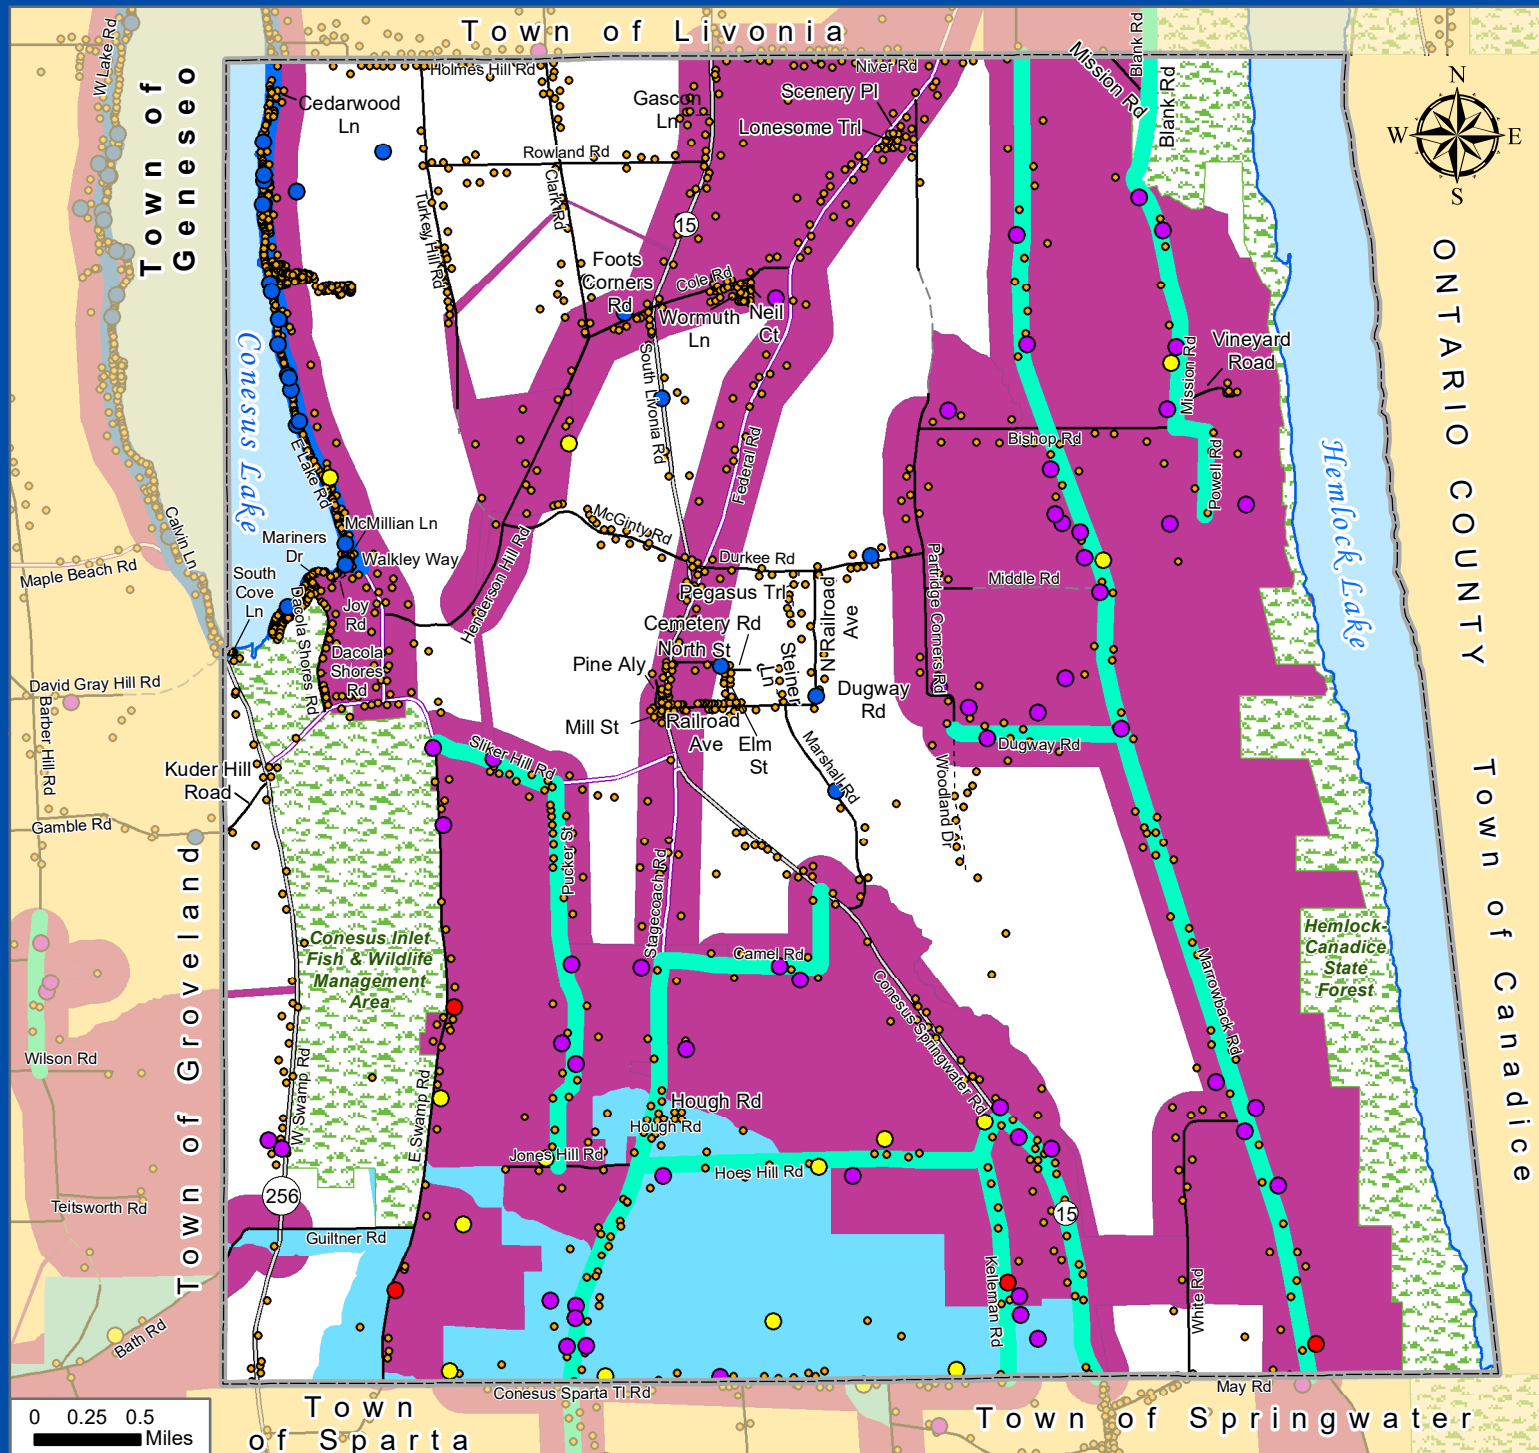 Town of Livonia
W Lake Rd
Town of
Geneseo
Holmes Hill Rd
Niver Rd
Mission Rd
Blank Rd
Blank Rd
N
W
E
S
Cedarwood
Ln
Gascon
Ln
Scenery Pl
Lonesome Trl
Rowland Rd
Clark Rd
Turkey Hill Rd
15
Foots
Corners
Rd
Cole Rd
Wormuth
Ln
Neil
Ct
ONTARIO COUNTY
Conesus Lake
South Livonia Rd
Vineyard
Road
Mission Rd
Bishop Rd
Powell Rd
Hemlock Lake
E Lake Rd
Federal Rd
Calvin Ln
McMillian Ln
Mariners
Dr
Walkley Way
McGinty Rd
Durkee Rd
Maple Beach Rd
South
Cove
Ln
Joy
Rd
Dacola Shores Rd
Dacola
Shores
Rd
Henderson Hill Rd
Pegasus Trl
Cemetery Rd
North St
Pine Aly
Steiner
Ln
N Railroad
Ave
Partridge Corners Rd
Middle Rd
David Gray Hill Rd
Barber Hill Rd
Mill St
Railroad
Ave
Elm
St
Dugway
Rd
Dugway Rd
Sliker Hill Rd
Marshall Rd
Woodland Dr
Kuder Hill
Road
Gamble Rd
Pucker St
Stagecoach Rd
Town of Canadice
Town of Groveland
Conesus Inlet
Fish & Wildlife
Management
Area
Camel Rd
Conesus Springwater Rd
Marrowback Rd
Hemlock-
Canadice
State
Forest
Wilson Rd
W Swamp Rd
E Swamp Rd
Hough Rd
Hough Rd
Jones Hill Rd
Hoes Hill Rd
256
15
Teitsworth Rd
Guiltner Rd
Kelleman Rd
White Rd
Bath Rd
Conesus Sparta Tl Rd
May Rd
0 0.25 0.5
Miles
Town
of Sparta
Town of Springwater